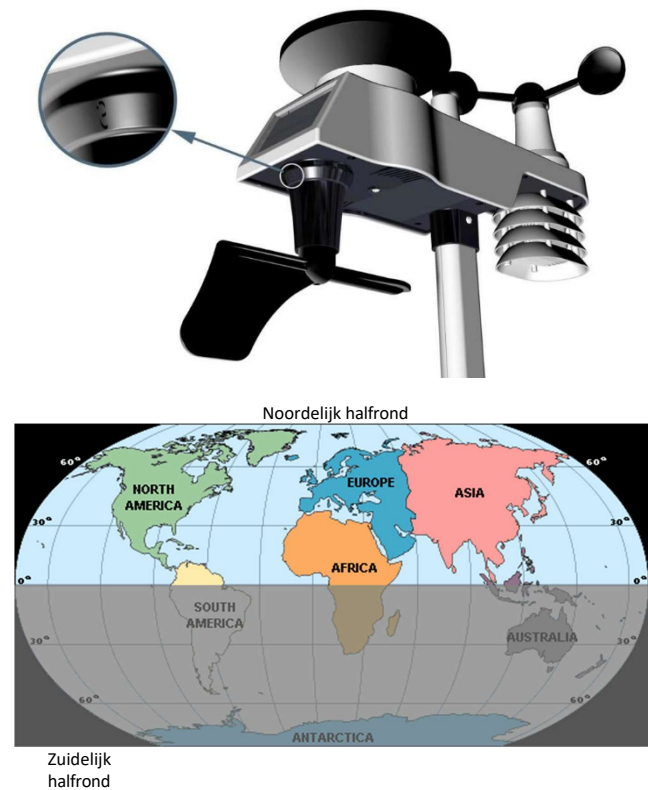 S
Noordelijk halfrond
60°
60°
NORTH
AMERICA
EUROPE
ASIA
30°
30°
AFRICA
0°
0°
SOUTH
AMERICA
AUSTRALIA
30°
30°
60°
60°
ANTARCTICA
Zuidelijk
halfrond